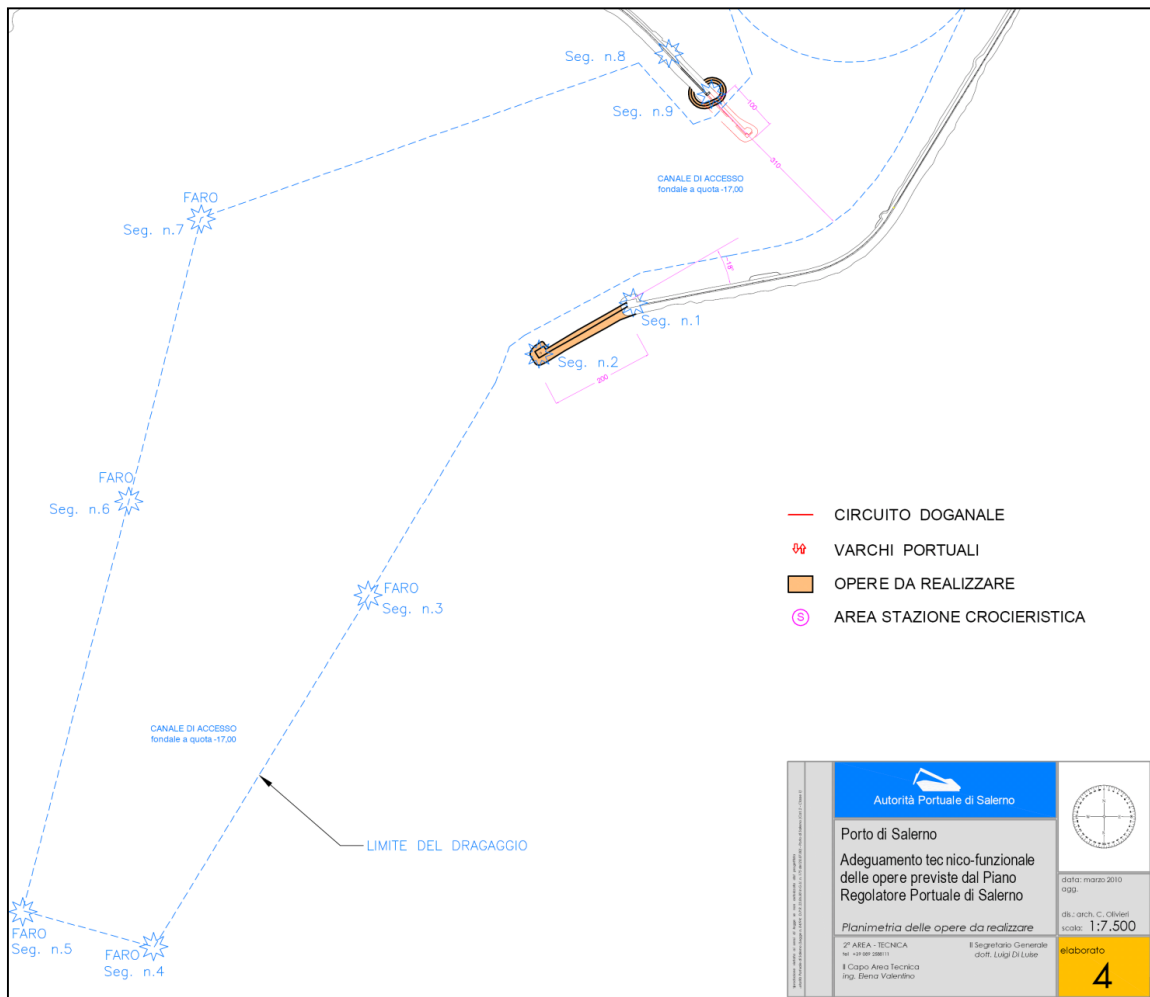 Seg. n.8
Seg. n.9
100
310
CANALE DI ACCESSO
fondale a quota -17,00
FARO
Seg. n.7
18°
Seg. n.1
Seg. n.2
200
FARO
Seg. n.6
FARO
Seg. n.3
CIRCUITO DOGANALE
VARCHI PORTUALI
OPERE DA REALIZZARE
S
AREA STAZIONE CROCIERISTICA
CANALE DI ACCESSO
fondale a quota -17,00
LIMITE DEL DRAGAGGIO
FARO
Seg. n.5
FARO
Seg. n.4
Autorità Portuale di Salerno
Porto di Salerno
Adeguamento tec nico-funzionale
delle opere previste dal Piano
Regolatore Portuale di Salerno
Planimetria delle opere da realizzare
data: marzo 2010
agg.
dis.: arch. C. Olivieri
scala: 1:7.500
2° AREA - TECNICA
Il Segretario Generale
dott. Luigi Di Luise
Il Capo Area Tecnica
ing. Elena Valentino
elaborato
4